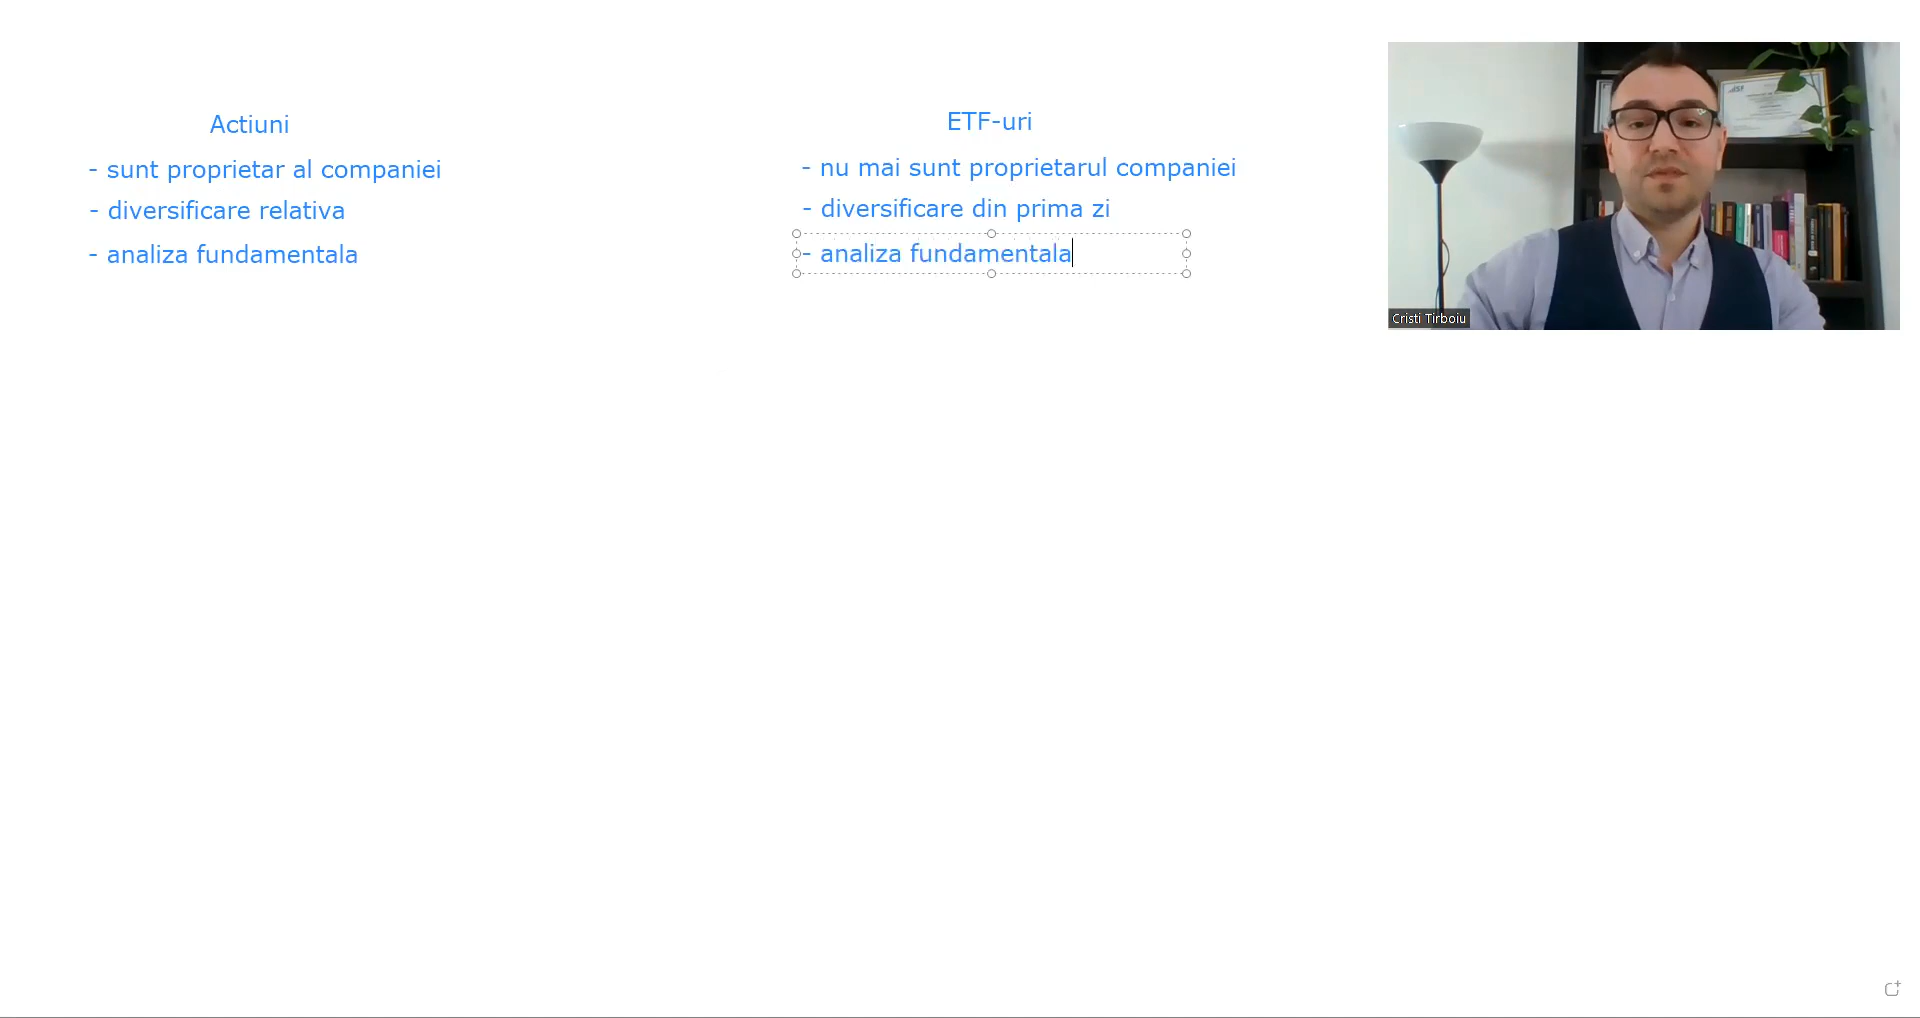 Actiuni
- sunt proprietar al companiei
- diversificare relativa
- analiza fundamentala
ETF-uri
- nu mai sunt proprietarul companiei
- diversificare din prima zi
- analiza fundamentala
Cristi Tirboiu